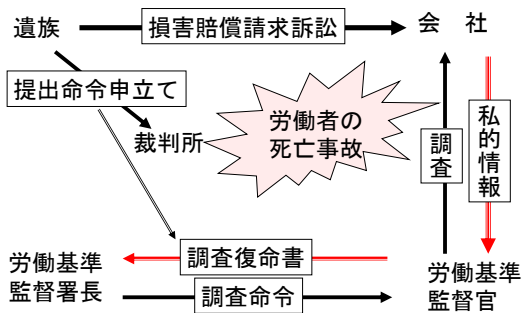 遺族
損害賠償請求訴訟
会 社
提出命令申立て
裁判所
労働者の
死亡事故
調査
私的情報
調査復命書
労働基準
監督署長
調査命令
労働基準
監督官